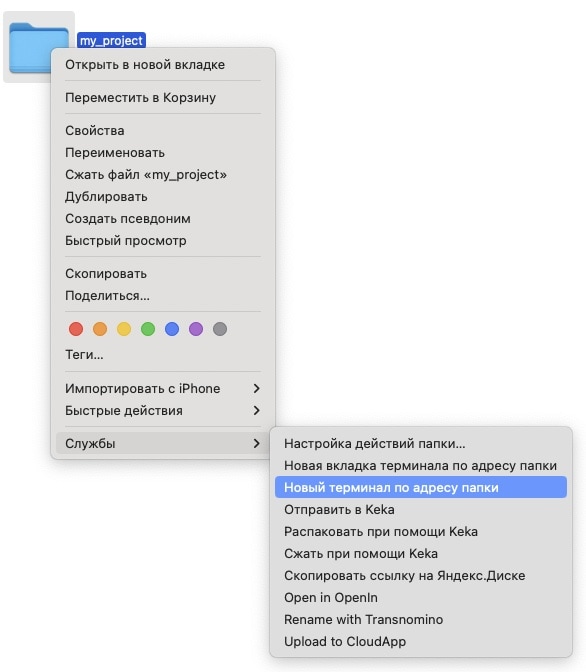 my_project
Открыть в новой вкладке
Переместить в Корзину
Свойства
Переименовать
Сжать файл «my_project»
Дублировать
Создать псевдоним
Быстрый просмотр
Скопировать
Поделиться...
Теги...
Импортировать с iPhone
Быстрые действия
Службы
Настройка действий папки...
Новая вкладка терминала по адресу папки
Новый терминал по адресу папки
Отправить в Keka
Распаковать при помощи Keka
Сжать при помощи Keka
Скопировать ссылку на Яндекс.Диске
Open in OpenIn
Rename with Transnomino
Upload to CloudApp